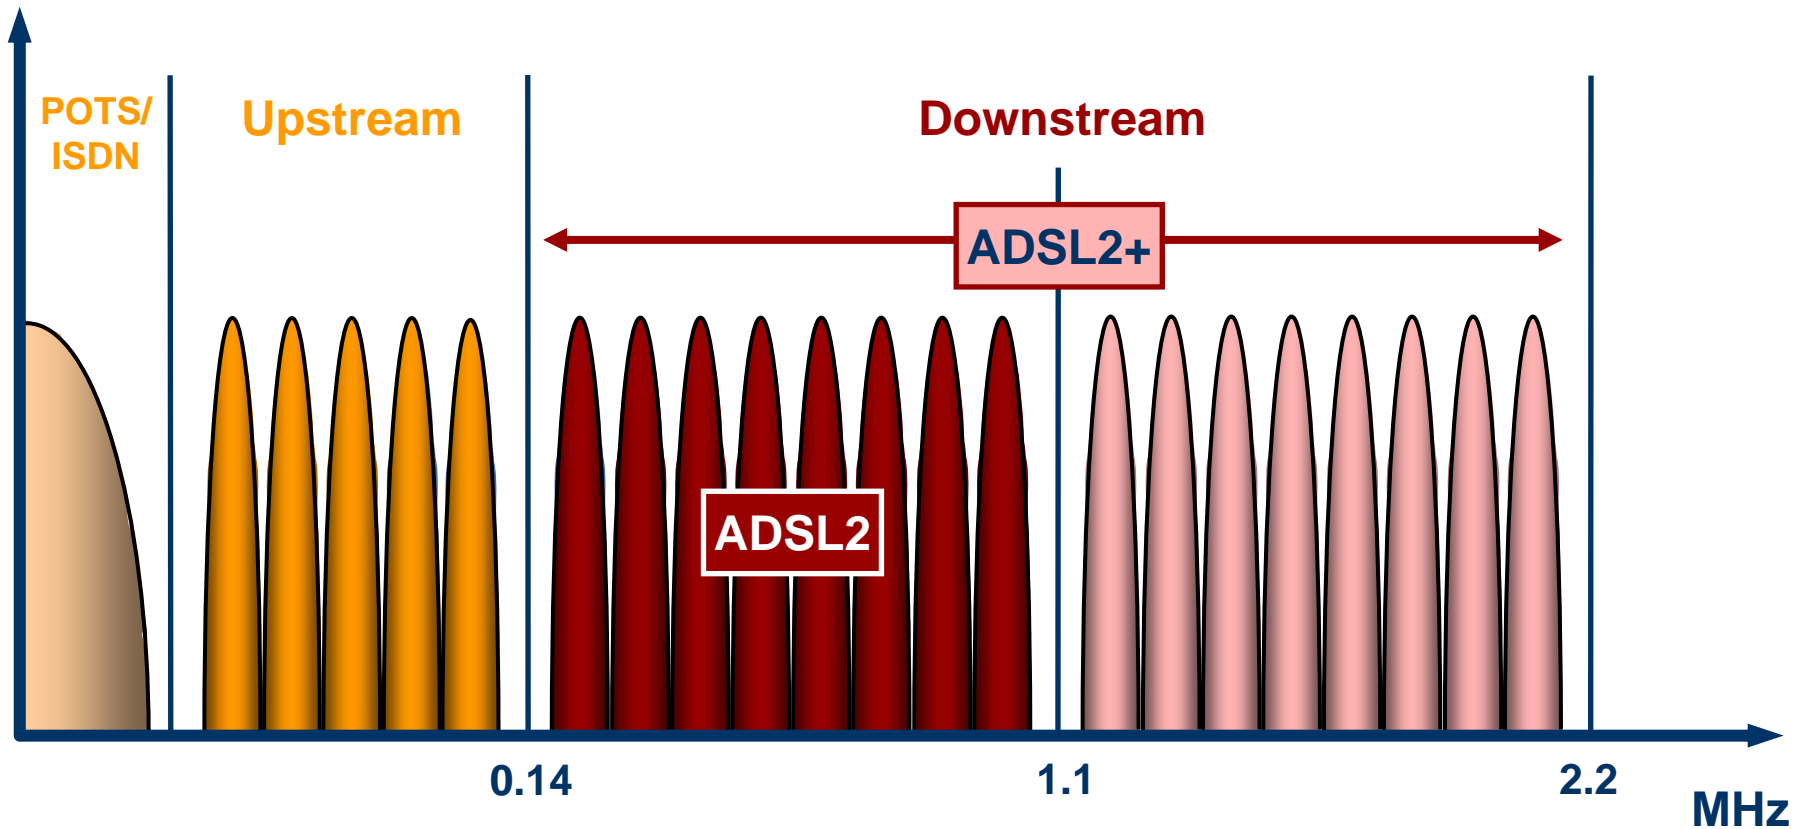 POTS/
ISDN
Upstream
Downstream
ADSL2+
ADSL2
0.14
1.1
2.2
MHz